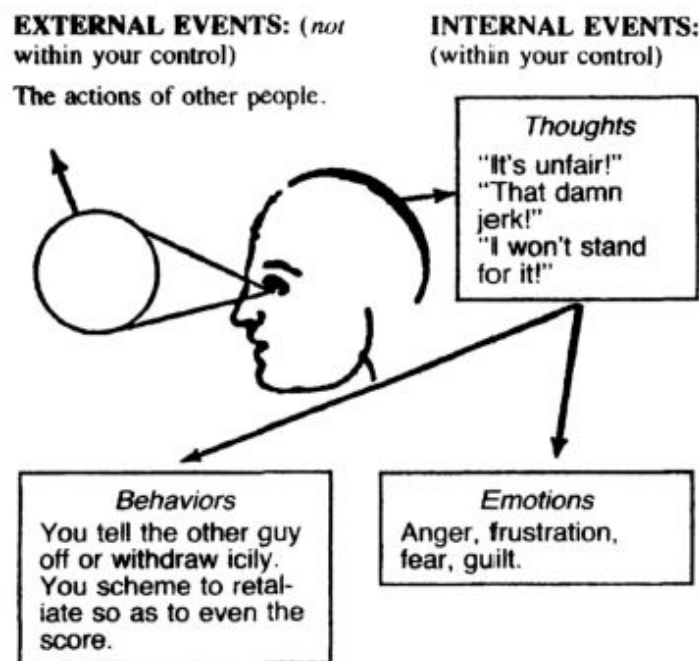 EXTERNAL EVENTS: (not
within your control)
The actions of other people.
INTERNAL EVENTS:
(within your control)
Thoughts
"It's unfair!"
"That damn
jerk!"
"I won't stand
for it!"
Behaviors
You tell the other guy
off or withdraw icily.
You scheme to retal-
iate so as to even the
score.
Emotions
Anger, frustration,
fear, guilt.